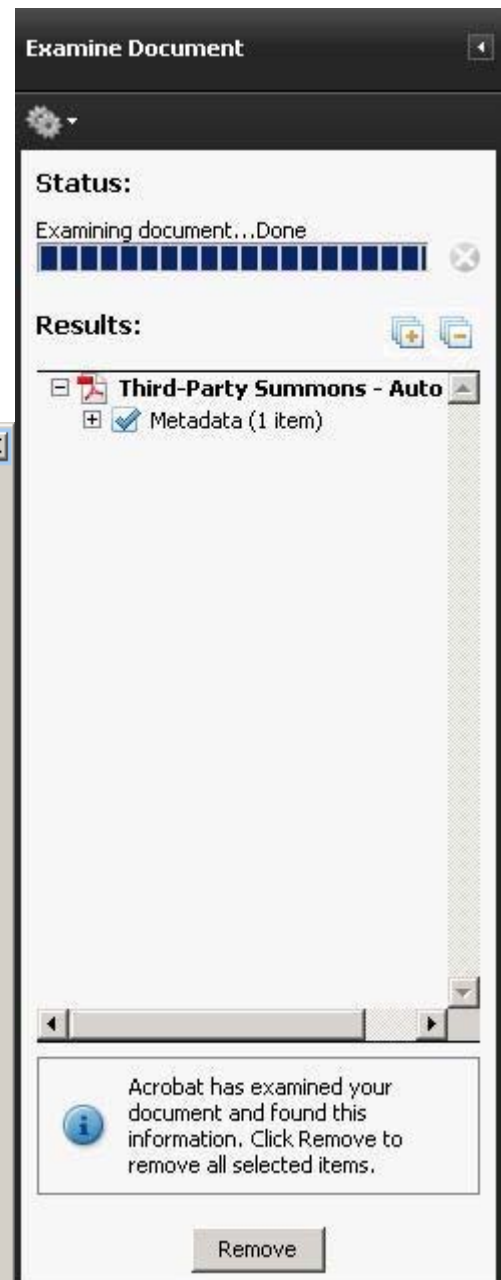 Examine Document
Status:
Examining document...Done
Results:
Third-Party Summons - Auto
Metadata (1 item)
Acrobat has examined your
document and found this
information. Click Remove to
remove all selected items.
Remove